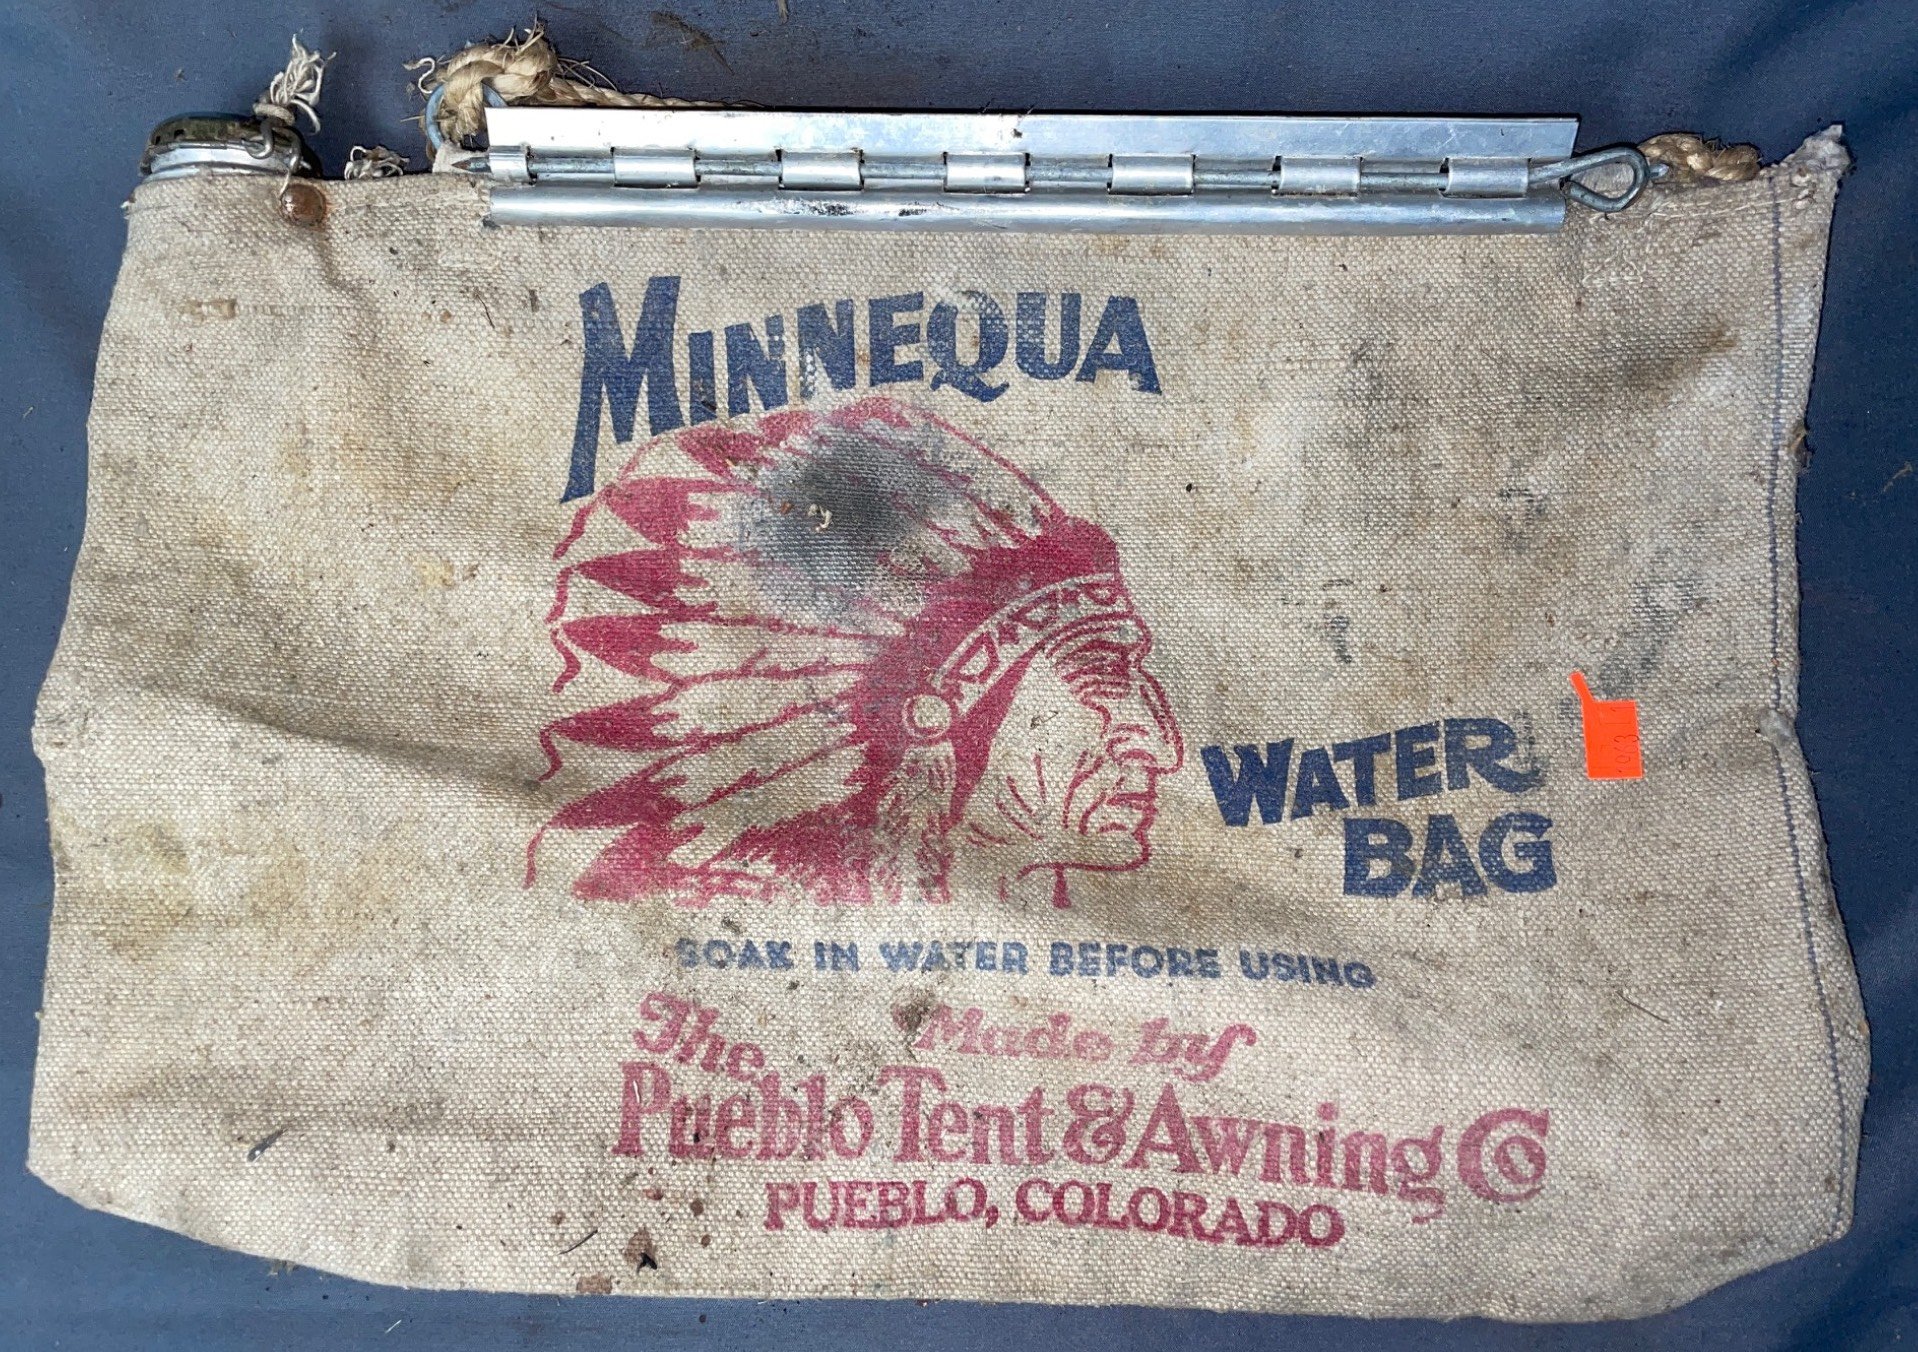 MINNEQUA
WATER
BAG
SOAK IN WATER BEFORE USING
Made by
The
Pueblo Tent & Awning Co
PUEBLO, COLORADO